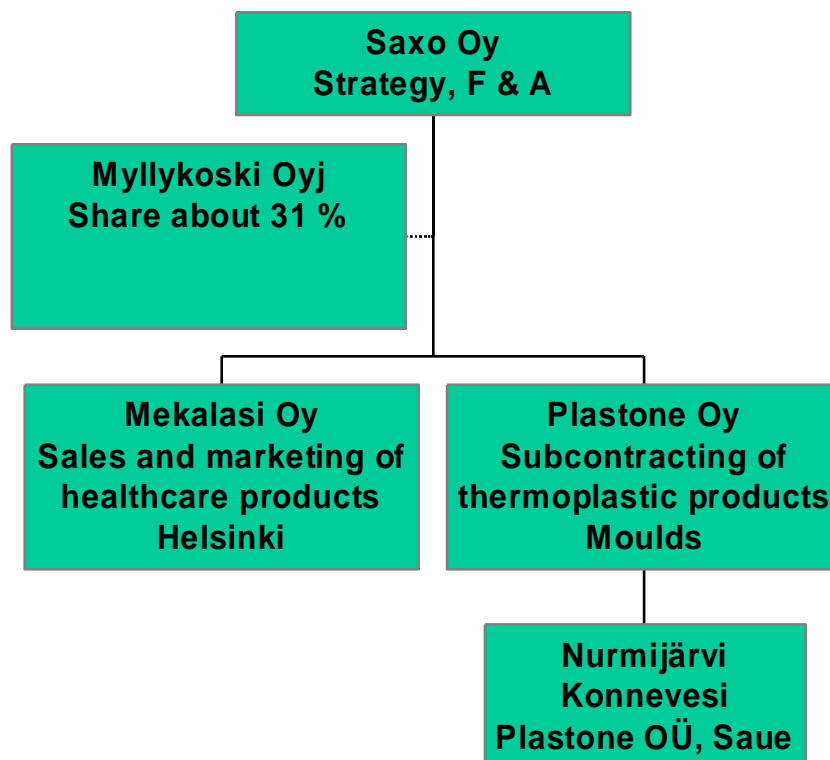 Saxo Oy
Strategy, F & A
Myllykoski Oyj
Share about 31 %
Mekalasi Oy
Sales and marketing of
healthcare products
Helsinki
Plastone Oy
Subcontracting of
thermoplastic products
Moulds
Nurmijärvi
Konnevesi
Plastone OÜ, Saue